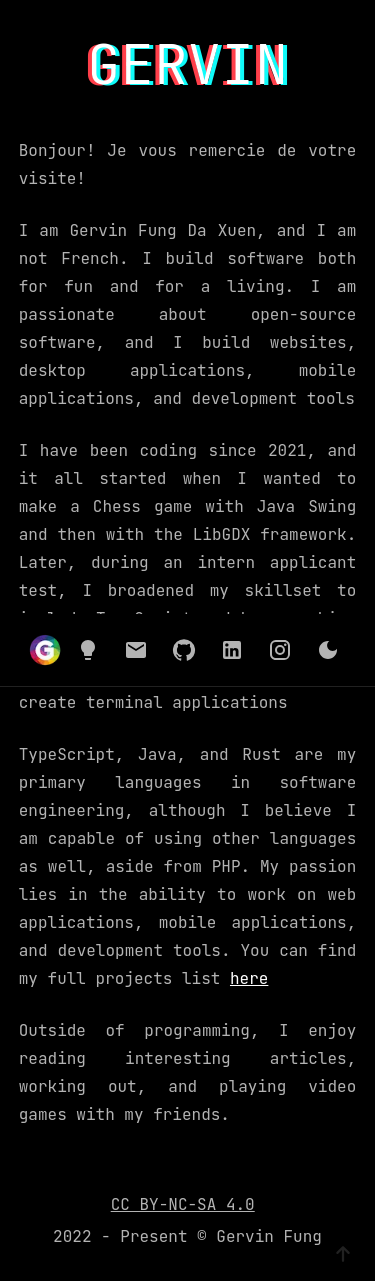 GERVIN
Bonjour! Je vous remercie de votre
visite!
I am Gervin Fung Da Xuen, and I am
not French. I build software both
for fun and for a living. I am
passionate about open-source
software, and I build websites,
desktop applications, mobile
applications, and development tools
I have been coding since 2021, and
it all started when I wanted to
make a Chess game with Java Swing
and then with the LibGDX framework.
Later, during an intern applicant
test, I broadened my skillset to
G
create terminal applications
TypeScript, Java, and Rust are my
primary languages in software
engineering, although I believe I
am capable of using other languages
as well, aside from PHP. My passion
lies in the ability to work on web
applications, mobile applications,
and development tools. You can find
my full projects list here
Outside of programming, I enjoy
reading interesting articles,
working out, and playing video
games with my friends.
CC BY-NC-SA 4.0
2022 - Present © Gervin Fung